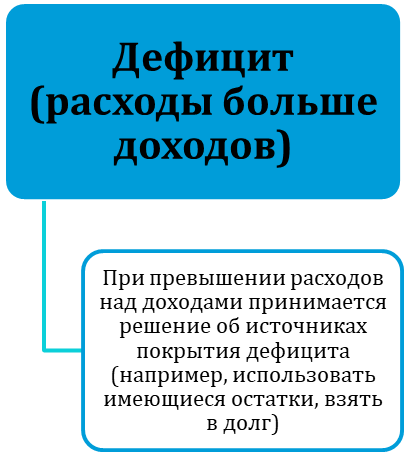 Дефицит
(расходы больше
доходов)
При превышении расходов
над доходами принимается
решение об источниках
покрытия дефицита
(например, использовать
имеющиеся остатки, взять
в долг)